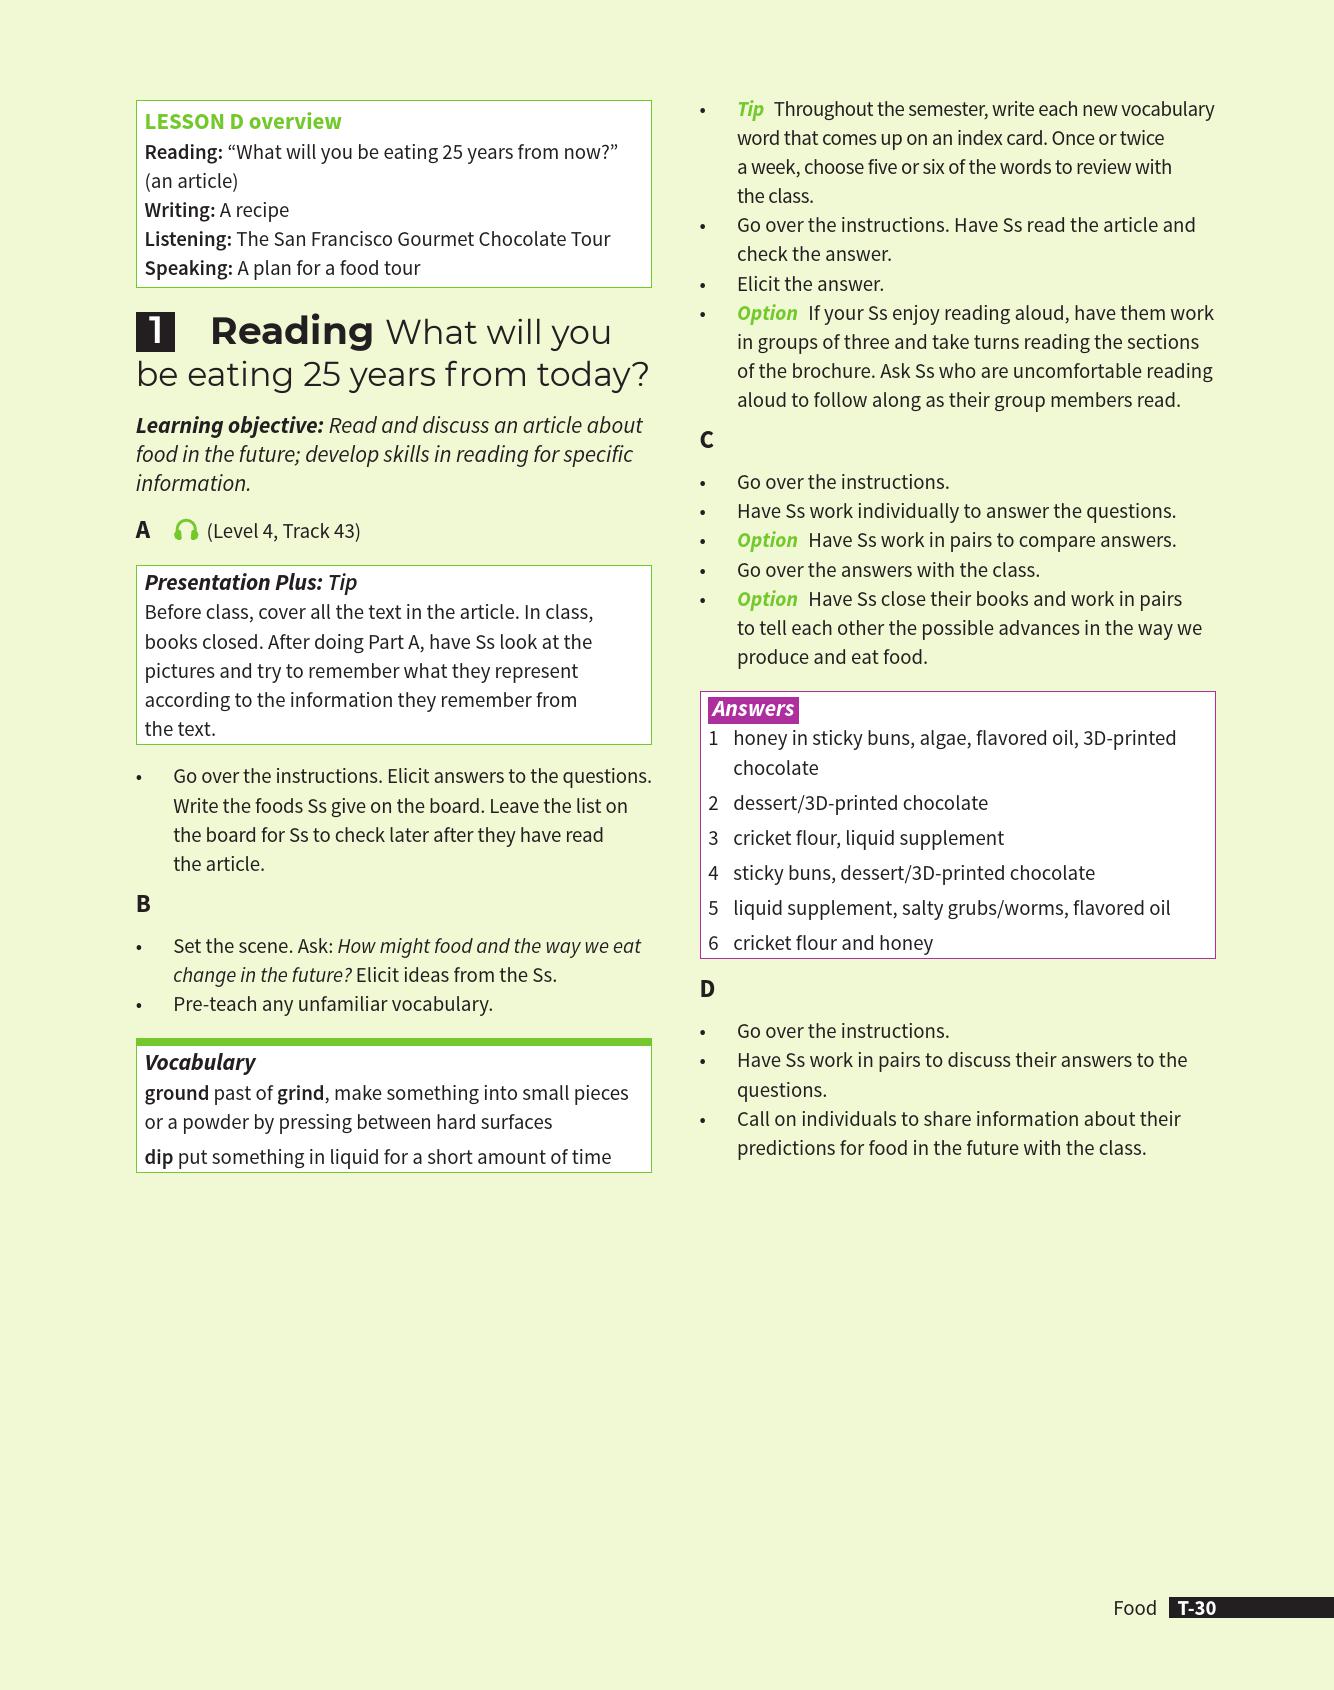 LESSON D overview
Reading: “What will you be eating 25 years from now?”
(an article)
Writing: A recipe
Listening: The San Francisco Gourmet Chocolate Tour
Speaking: A plan for a food tour
1 Reading What will you
be eating 25 years from today?
Learning objective: Read and discuss an article about
food in the future; develop skills in reading for specific
information.
A (Level 4, Track 43)
Presentation Plus: Tip
Before class, cover all the text in the article. In class,
books closed. After doing Part A, have Ss look at the
pictures and try to remember what they represent
according to the information they remember from
the text.
• Go over the instructions. Elicit answers to the questions.
Write the foods Ss give on the board. Leave the list on
the board for Ss to check later after they have read
the article.
B
• Set the scene. Ask: How might food and the way we eat
change in the future? Elicit ideas from the Ss.
• Pre-teach any unfamiliar vocabulary.
Vocabulary
ground past of grind, make something into small pieces
or a powder by pressing between hard surfaces
dip put something in liquid for a short amount of time
• Tip Throughout the semester, write each new vocabulary
word that comes up on an index card. Once or twice
a week, choose five or six of the words to review with
the class.
• Go over the instructions. Have Ss read the article and
check the answer.
• Elicit the answer.
• Option If your Ss enjoy reading aloud, have them work
in groups of three and take turns reading the sections
of the brochure. Ask Ss who are uncomfortable reading
aloud to follow along as their group members read.
C
• Go over the instructions.
• Have Ss work individually to answer the questions.
• Option Have Ss work in pairs to compare answers.
• Go over the answers with the class.
• Option Have Ss close their books and work in pairs
to tell each other the possible advances in the way we
produce and eat food.
Answers
1 honey in sticky buns, algae, flavored oil, 3D-printed
chocolate
2 dessert/3D-printed chocolate
3 cricket flour, liquid supplement
4 sticky buns, dessert/3D-printed chocolate
5 liquid supplement, salty grubs/worms, flavored oil
6 cricket flour and honey
D
• Go over the instructions.
• Have Ss work in pairs to discuss their answers to the
questions.
• Call on individuals to share information about their
predictions for food in the future with the class.
Food T-30